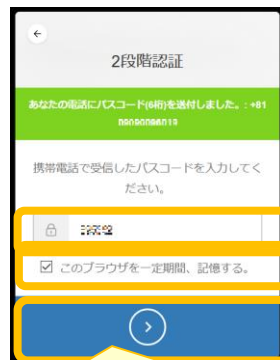 2段階認証
あなたの電話にパスコード(6桁)を送付しました。: +81
携帯電話で受信したパスコードを入力してく
ださい。
このブラウザを一定期間、記憶する。